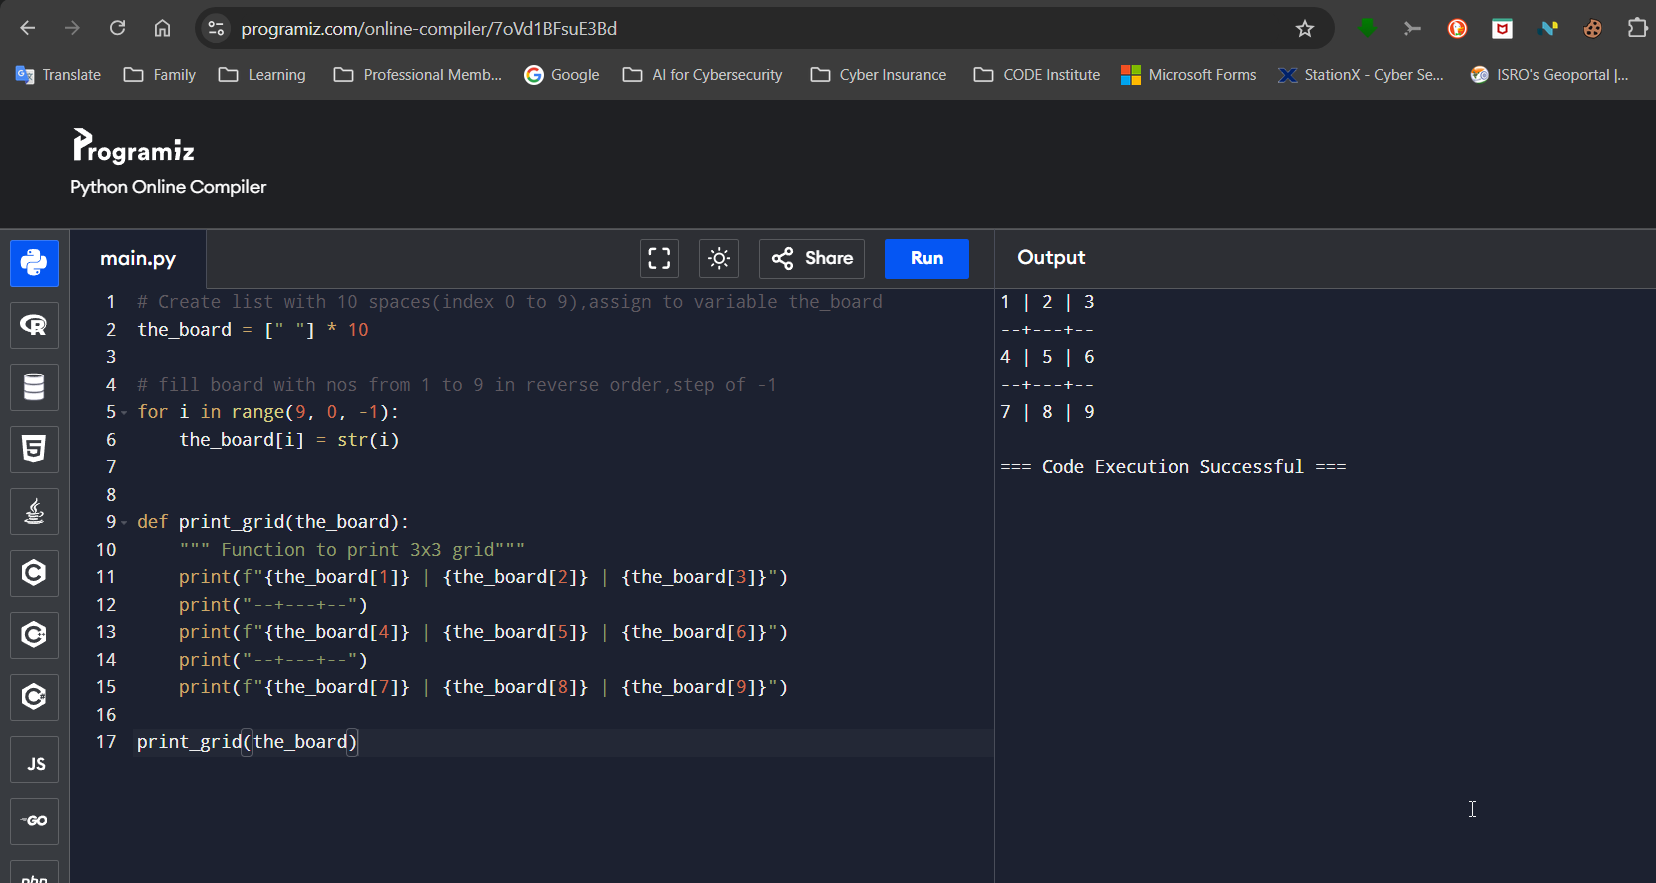 programiz.com/online-compiler/7oVd1BFsuE3Bd
Translate Family Learning Professional Memb... Google AI for Cybersecurity Cyber Insurance CODE Institute Microsoft Forms StationX - Cyber Se... ISRO's Geoportal |...
Programiz
Python Online Compiler
main.py Share Run Output
1 # Create list with 10 spaces(index 0 to 9),assign to variable the_board
2 the_board = [" "] * 10
3
4 # fill board with nos from 1 to 9 in reverse order,step of -1
5 for i in range(9, 0, -1):
6     the_board[i] = str(i)
7
8
9 def print_grid(the_board):
10     """ Function to print 3x3 grid"""
11     print(f"{the_board[1]} | {the_board[2]} | {the_board[3]}")
12     print("--+---+--")
13     print(f"{the_board[4]} | {the_board[5]} | {the_board[6]}")
14     print("--+---+--")
15     print(f"{the_board[7]} | {the_board[8]} | {the_board[9]}")
16
17 print_grid(the_board)
1 | 2 | 3
--+---+--
4 | 5 | 6
--+---+--
7 | 8 | 9
=== Code Execution Successful ===
R
5
C
C
C
JS
GO
php